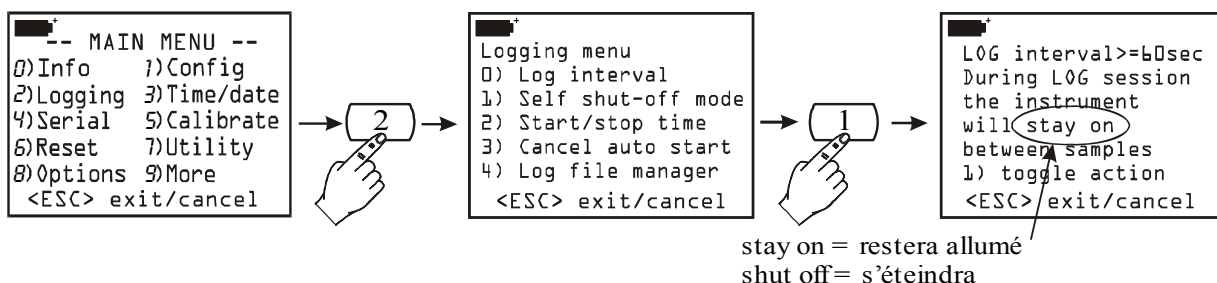 -- MAIN MENU --
0)Info 1)Config
2)Logging 3)Time/date
4)Serial 5)Calibrate
6)Reset 7)Utility
8)Options 9)More
<ESC> exit/cancel
2
Logging menu
0) Log interval
1) Self shut-off mode
2) Start/stop time
3) Cancel auto start
4) Log file manager
<ESC> exit/cancel
1
LOG interval>=60sec
During LOG session
the instrument
will stay on
between samples
1) toggle action
<ESC> exit/cancel
stay on = restera allumé
shut off = s'éteindra